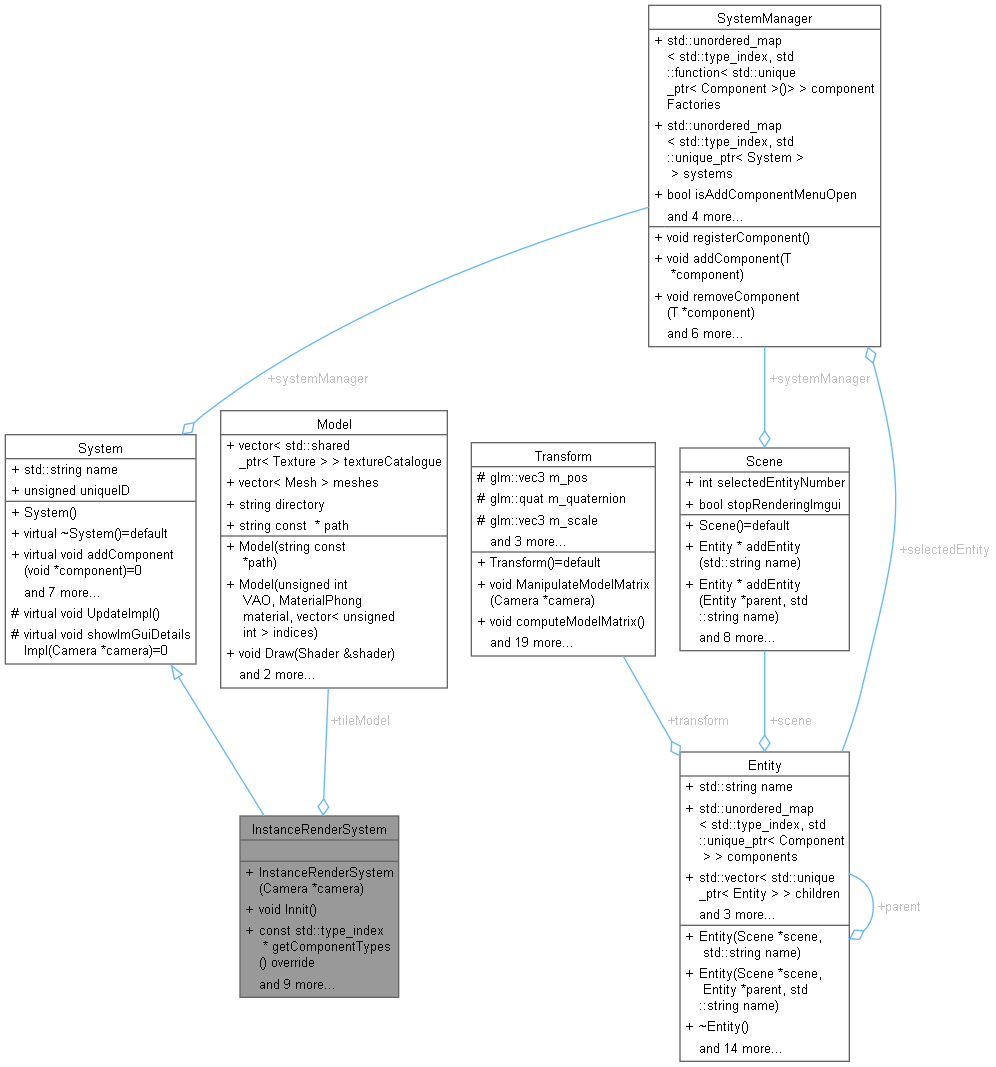 SystemManager
+ std::unordered_map
< std::type_index, std
::function< std::unique
_ptr< Component >()> > component
Factories
+ std::unordered_map
< std::type_index, std
::unique_ptr< System >
> systems
+ bool isAddComponentMenuOpen
and 4 more...
+ void registerComponent()
+ void addComponent(T
*component)
+ void removeComponent
(T *component)
and 6 more...
+systemManager
+systemManager
+selectedEntity
System
+ std::string name
+ unsigned uniqueID
+ System()
+ virtual ~System()=default
+ virtual void addComponent
(void *component)=0
and 7 more...
# virtual void UpdateImpl()
# virtual void showImGuiDetails
Impl(Camera *camera)=0
Model
+ vector< std::shared
_ptr< Texture > > textureCatalogue
+ vector< Mesh > meshes
+ string directory
+ string const * path
+ Model(string const
*path)
+ Model(unsigned int
VAO, MaterialPhong
material, vector< unsigned
int > indices)
+ void Draw(Shader &shader)
and 2 more...
Transform
# glm::vec3 m_pos
# glm::quat m_quaternion
# glm::vec3 m_scale
and 3 more...
+ Transform()=default
+ void ManipulateModelMatrix
(Camera *camera)
+ void computeModelMatrix()
and 19 more...
Scene
+ int selectedEntityNumber
+ bool stopRenderingImgui
+ Scene()=default
+ Entity * addEntity
(std::string name)
+ Entity * addEntity
(Entity *parent, std
::string name)
and 8 more...
+tileModel
+transform
+scene
InstanceRenderSystem
+ InstanceRenderSystem
(Camera *camera)
+ void Innit()
+ const std::type_index
* getComponentTypes
() override
and 9 more...
Entity
+ std::string name
+ std::unordered_map
< std::type_index, std
::unique_ptr< Component
> > components
+ std::vector< std::unique
_ptr< Entity > > children
and 3 more...
+ Entity(Scene *scene,
std::string name)
+ Entity(Scene *scene,
Entity *parent, std
::string name)
+ ~Entity()
and 14 more...
+parent